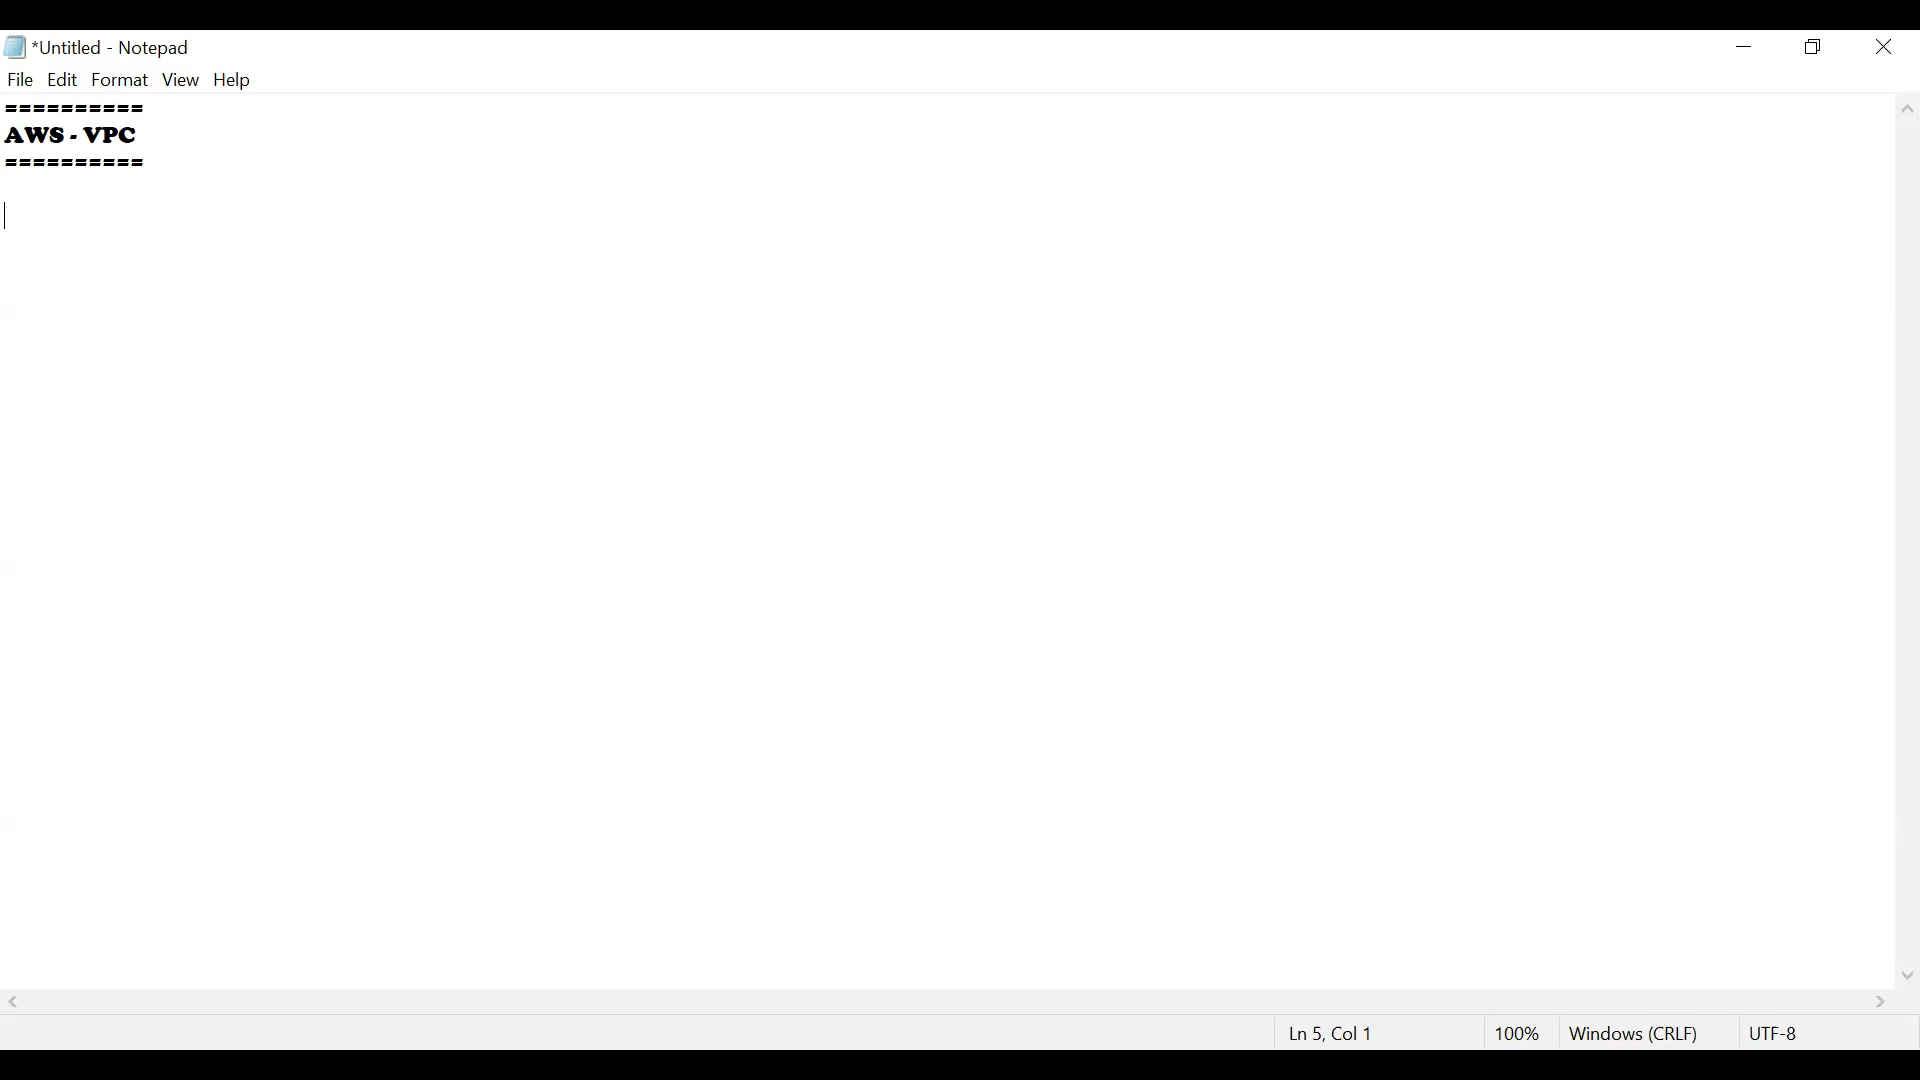 *Untitled - Notepad
File Edit Format View Help
==========
AWS - VPC
==========
Ln 5, Col 1 100% Windows (CRLF) UTF-8